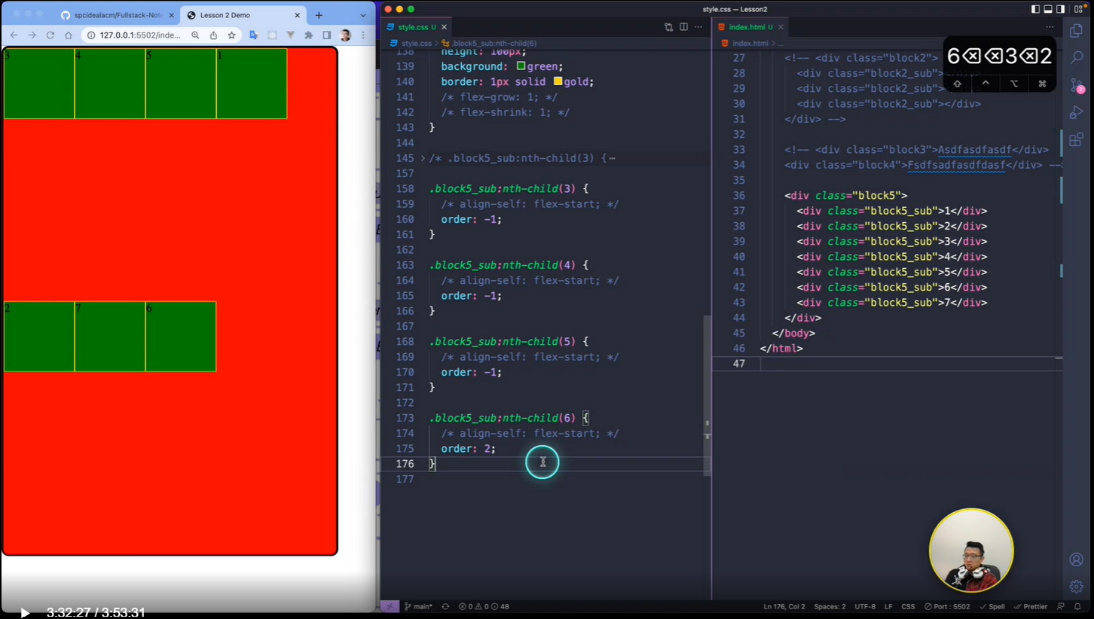 spcidealacm/Fullstack-Not
Lesson 2 Demo
127.0.0.1:5502/inde...
3 4 5 1
2 7 6
3:32:27 / 3:53:31
style.css — Lesson2
style.css U
style.css > .block5_sub:nth-child(6)
138 height: 100px;
139 background: green;
140 border: 1px solid gold;
141 /* flex-grow: 1; */
142 /* flex-shrink: 1; */
143 }
144
145 /* .block5_sub:nth-child(3) {
157
158 .block5_sub:nth-child(3) {
159 /* align-self: flex-start; */
160 order: -1;
161 }
162
163 .block5_sub:nth-child(4) {
164 /* align-self: flex-start; */
165 order: -1;
166 }
167
168 .block5_sub:nth-child(5) {
169 /* align-self: flex-start; */
170 order: -1;
171 }
172
173 .block5_sub:nth-child(6) {
174 /* align-self: flex-start; */
175 order: 2;
176 }
177
index.html U
index.html > ...
6⌫⌫3⌫2
27 <!-- <div class="block2">
28 <div class="block2_sub"></div>
29 <div class="block2_sub"></div>
30 <div class="block2_sub"></div>
31 </div> -->
32
33 <!-- <div class="block3">Asdfasdfasdf</div>
34 <div class="block4">Fsdfsadfasdfdasf</div> -->
35
36 <div class="block5">
37 <div class="block5_sub">1</div>
38 <div class="block5_sub">2</div>
39 <div class="block5_sub">3</div>
40 <div class="block5_sub">4</div>
41 <div class="block5_sub">5</div>
42 <div class="block5_sub">6</div>
43 <div class="block5_sub">7</div>
44 </div>
45 </body>
46 </html>
47
main* 0 0 48
Ln 176, Col 2 Spaces: 2 UTF-8 LF CSS Port : 5502 Spell Prettier